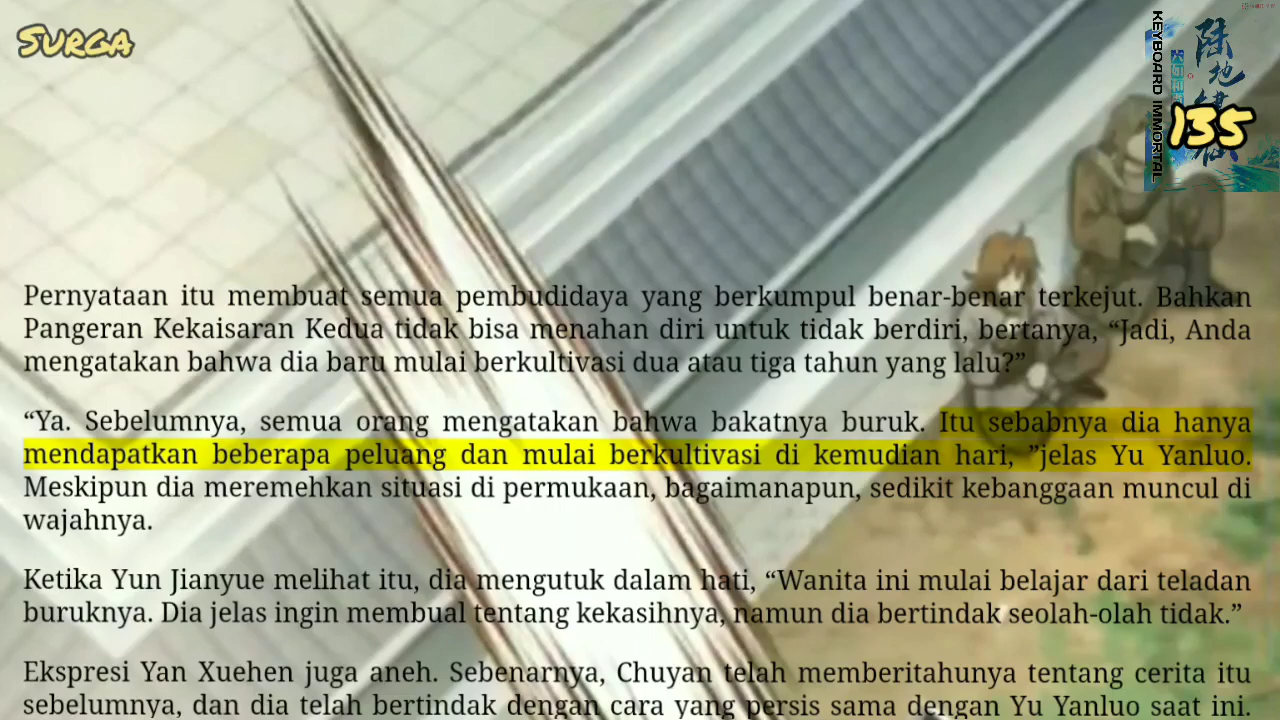 SURGA
KEYBOARD IMMORTAL
陆地键仙
135
Pernyataan itu membuat semua pembudidaya yang berkumpul benar-benar terkejut. Bahkan
Pangeran Kekaisaran Kedua tidak bisa menahan diri untuk tidak berdiri, bertanya, “Jadi, Anda
mengatakan bahwa dia baru mulai berkultivasi dua atau tiga tahun yang lalu?”
“Ya. Sebelumnya, semua orang mengatakan bahwa bakatnya buruk. Itu sebabnya dia hanya
mendapatkan beberapa peluang dan mulai berkultivasi di kemudian hari, ”jelas Yu Yanluo.
Meskipun dia meremehkan situasi di permukaan, bagaimanapun, sedikit kebanggaan muncul di
wajahnya.
Ketika Yun Jianyue melihat itu, dia mengutuk dalam hati, “Wanita ini mulai belajar dari teladan
buruknya. Dia jelas ingin membual tentang kekasihnya, namun dia bertindak seolah-olah tidak.”
Ekspresi Yan Xuehen juga aneh. Sebenarnya, Chuyan telah memberitahunya tentang cerita itu
sebelumnya, dan dia telah bertindak dengan cara yang persis sama dengan Yu Yanluo saat ini.